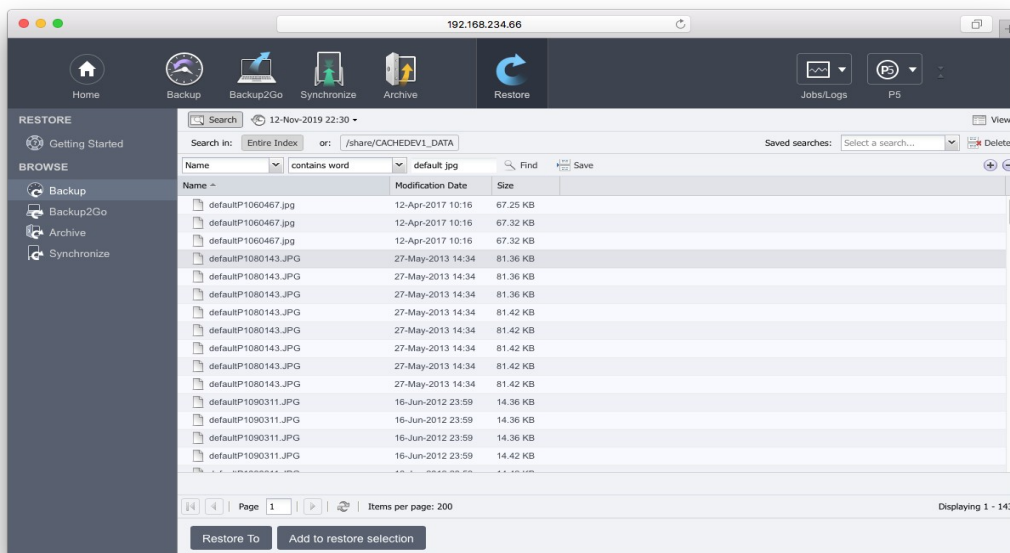 192.168.234.66
Home
Backup
Backup2Go
Synchronize
Archive
Restore
Jobs/Logs
P5
P5
RESTORE
Getting Started
BROWSE
Backup
Backup2Go
Archive
Synchronize
Search 12-Nov-2019 22:30
View
Search in: Entire Index or: /share/CACHEDEV1_DATA Saved searches: Select a search... Delete
Name contains word default jpg Find Save
Name Modification Date Size
defaultP1060467.jpg 12-Apr-2017 10:16 67.25 KB
defaultP1060467.jpg 12-Apr-2017 10:16 67.32 KB
defaultP1060467.jpg 12-Apr-2017 10:16 67.32 KB
defaultP1080143.JPG 27-May-2013 14:34 81.36 KB
defaultP1080143.JPG 27-May-2013 14:34 81.36 KB
defaultP1080143.JPG 27-May-2013 14:34 81.36 KB
defaultP1080143.JPG 27-May-2013 14:34 81.42 KB
defaultP1080143.JPG 27-May-2013 14:34 81.42 KB
defaultP1080143.JPG 27-May-2013 14:34 81.42 KB
defaultP1080143.JPG 27-May-2013 14:34 81.42 KB
defaultP1080143.JPG 27-May-2013 14:34 81.42 KB
defaultP1090311.JPG 16-Jun-2012 23:59 14.36 KB
defaultP1090311.JPG 16-Jun-2012 23:59 14.36 KB
defaultP1090311.JPG 16-Jun-2012 23:59 14.42 KB
Page 1 Items per page: 200 Displaying 1 - 143
Restore To Add to restore selection